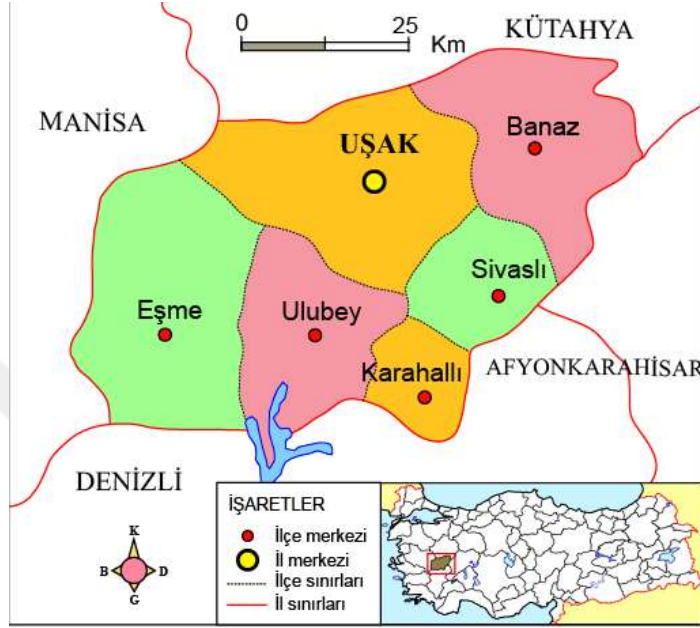 0 25
Km
KÜTAHYA
MANİSA
Banaz
UŞAK
Sivaslı
Eşme
Ulubey
Karahallı
AFYONKARAHİSAR
DENİZLİ
K
B D
G
İŞARETLER
İlçe merkezi
İl merkezi
İlçe sınırları
İl sınırları